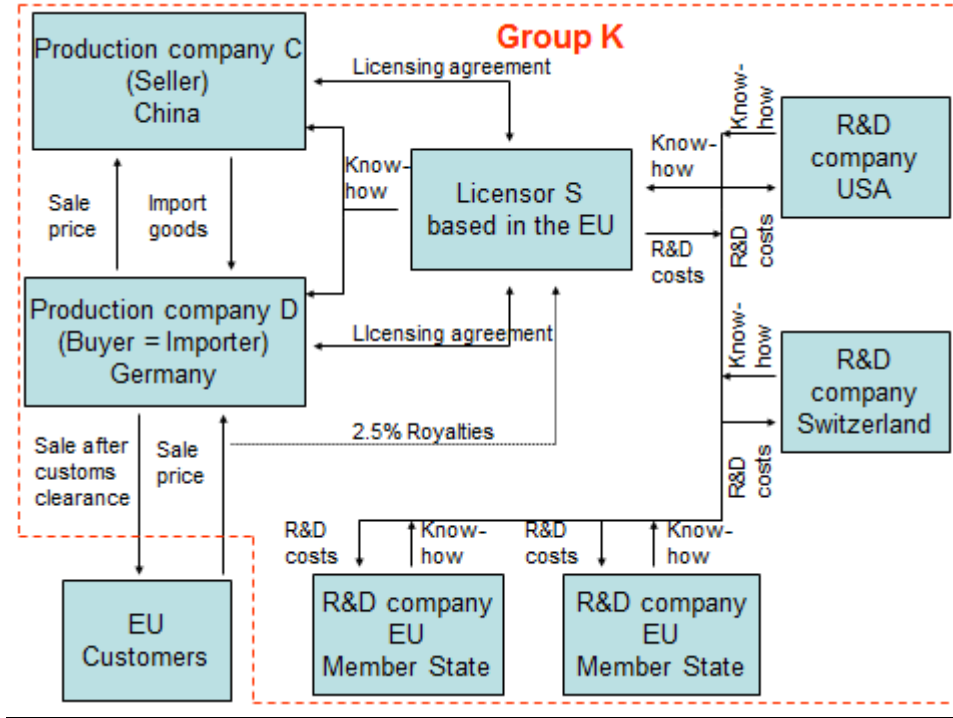 Group K
Production company C
(Seller)
China
Licensing agreement
Know-
how
Sale
price
Import
goods
Licensor S
based in the EU
Know-
how
Know-
how
R&D
company
USA
R&D
costs
R&D
costs
Production company D
(Buyer = Importer)
Germany
LIcensing agreement
Know-
how
R&D
company
Switzerland
R&D
costs
2.5% Royalties
Sale after
customs
clearance
Sale
price
R&D
costs
Know-
how
R&D
costs
Know-
how
EU
Customers
R&D company
EU
Member State
R&D company
EU
Member State